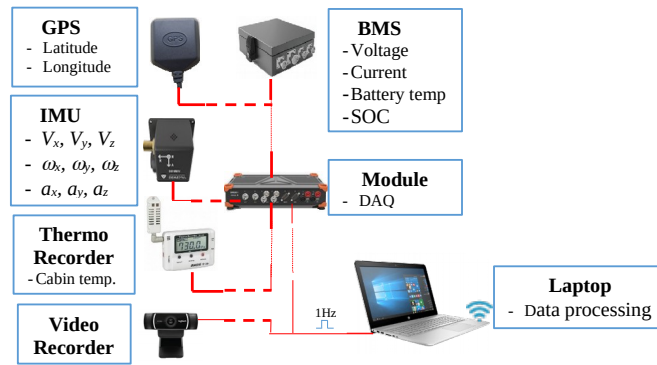 GPS
- Latitude
- Longitude
BMS
-Voltage
-Current
-Battery temp
-SOC
IMU
- Vx, Vy, Vz
- ωx, ωy, ωz
- ax, ay, az
Module
- DAQ
Thermo
Recorder
-Cabin temp.
Laptop
- Data processing
1Hz
Video
Recorder